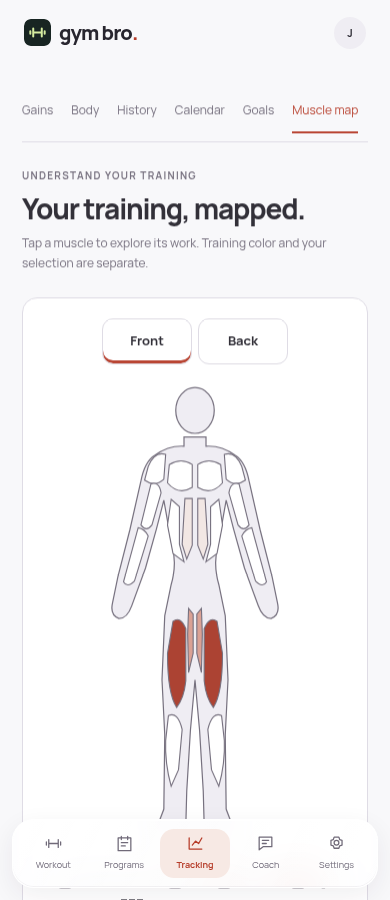 gym bro.
J
Gains Body History Calendar Goals Muscle map
UNDERSTAND YOUR TRAINING
Your training, mapped.
Tap a muscle to explore its work. Training color and your
selection are separate.
Front Back
Workout Programs Tracking Coach Settings